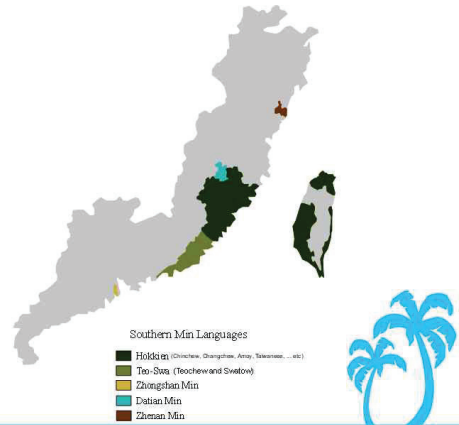 Southern Min Languages
Hokkien (Chinchew, Changchew, Amoy, Taiwanese, ... etc)
Teo-Swa (Teochew and Swatow)
Zhongshan Min
Datian Min
Zhenan Min